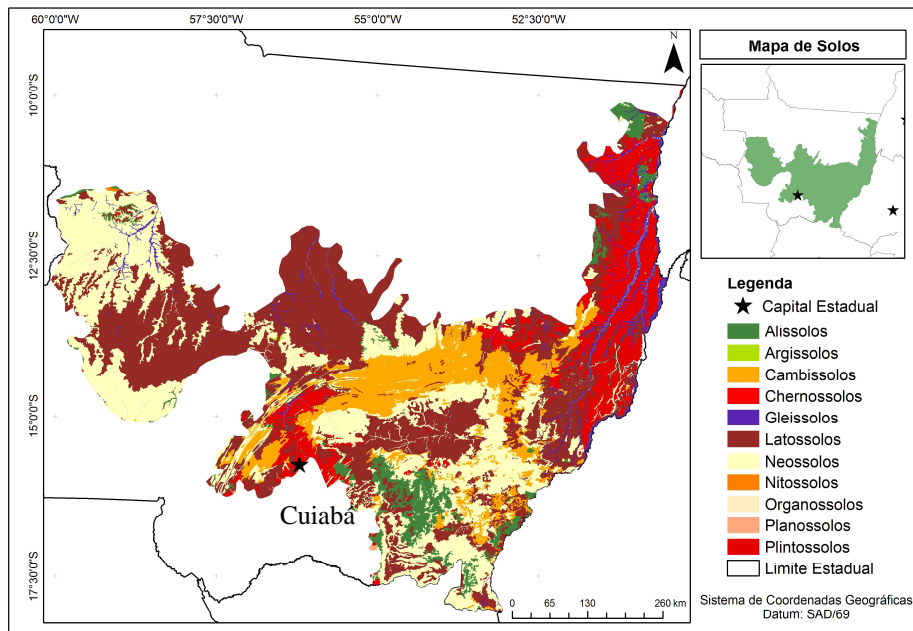 60°0'0"W 57°30'0"W 55°0'0"W 52°30'0"W
N
10°0'0"S
12°30'0"S
15°0'0"S
17°30'0"S
Cuiabá
0 65 130 260 km
Mapa de Solos
Legenda
Capital Estadual
Alissolos
Argissolos
Cambissolos
Chernossolos
Gleissolos
Latossolos
Neossolos
Nitossolos
Organossolos
Planossolos
Plintossolos
Limite Estadual
Sistema de Coordenadas Geográficas
Datum: SAD/69